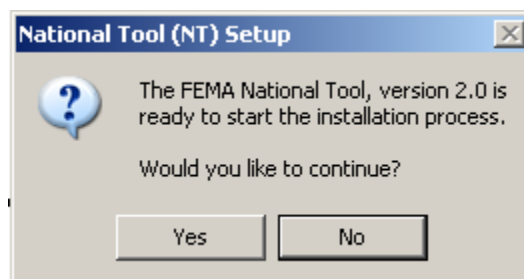 National Tool (NT) Setup
The FEMA National Tool, version 2.0 is
ready to start the installation process.
Would you like to continue?
Yes
No